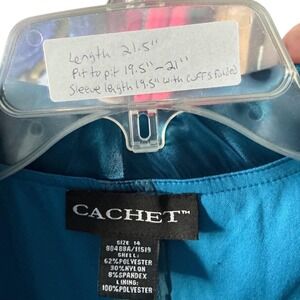 Length 21.5"
Pit to pit 19.5"-21"
Sleeve length 19.5" with cuffs folded
CACHET™
SIZE 14
80488A/11519
SHELL:
62%POLYESTER
30%NYLON
8%SPANDEX
LINING:
100%POLYESTER